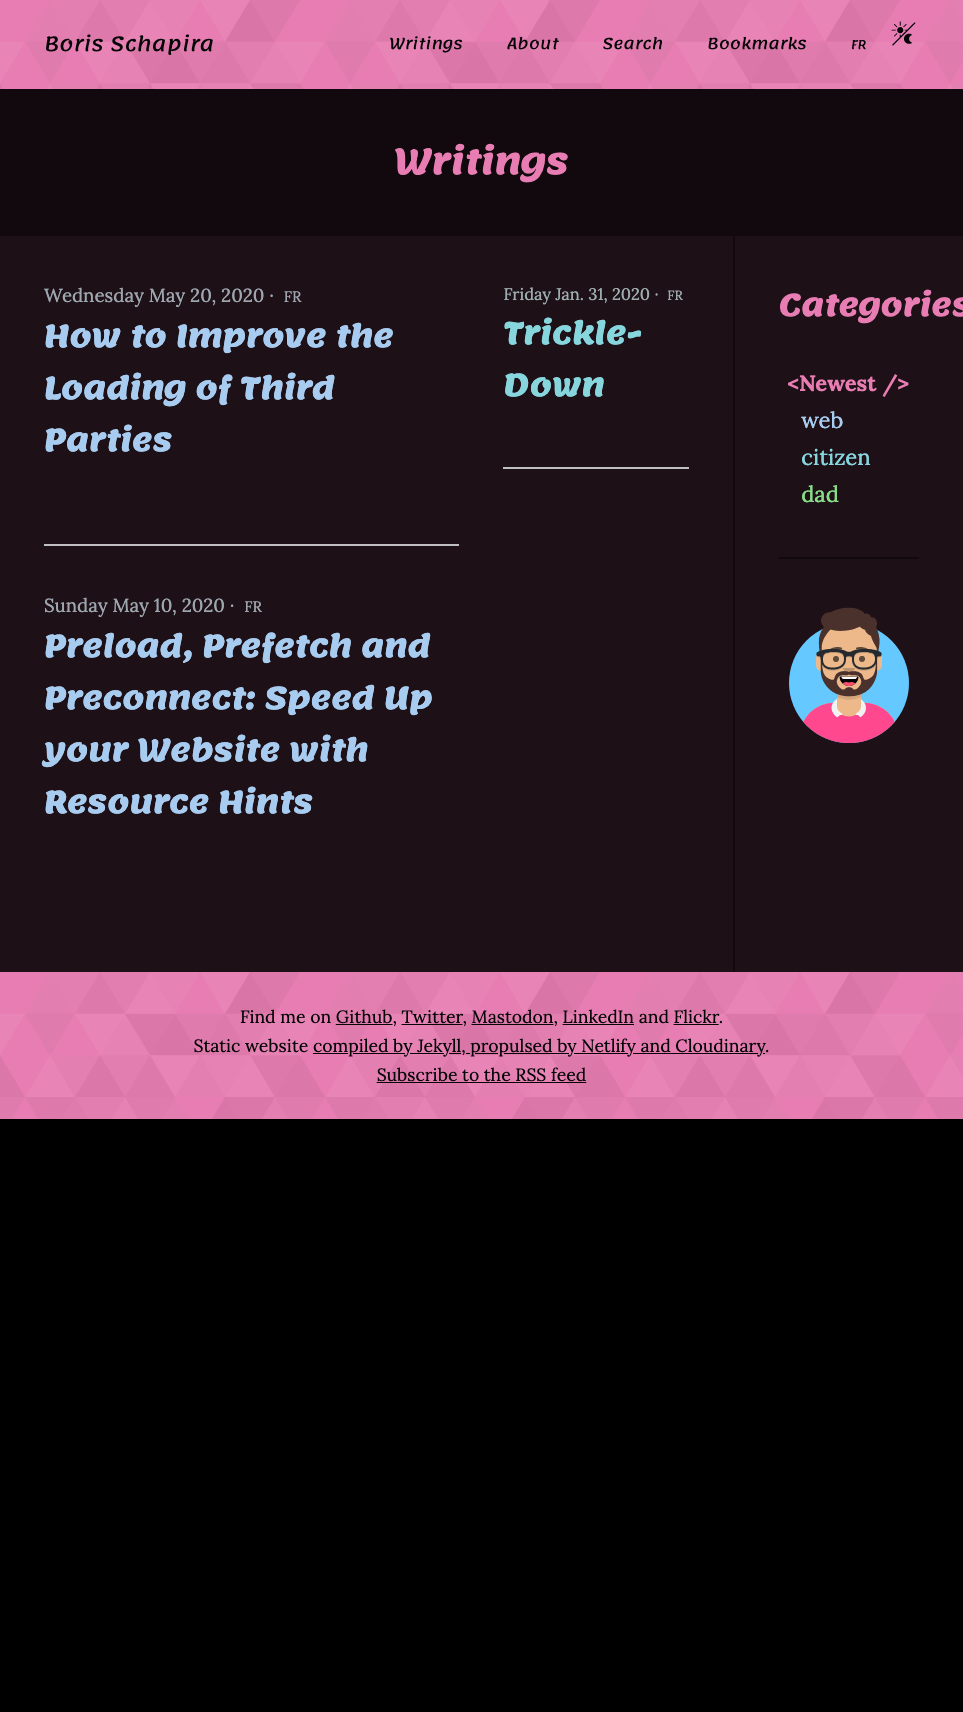 Boris Schapira
Writings About Search Bookmarks FR
Writings
Wednesday May 20, 2020 · FR
How to Improve the
Loading of Third
Parties
Sunday May 10, 2020 · FR
Preload, Prefetch and
Preconnect: Speed Up
your Website with
Resource Hints
Friday Jan. 31, 2020 · FR
Trickle-
Down
Categories
<Newest />
web
citizen
dad
Find me on Github, Twitter, Mastodon, LinkedIn and Flickr.
Static website compiled by Jekyll, propulsed by Netlify and Cloudinary.
Subscribe to the RSS feed